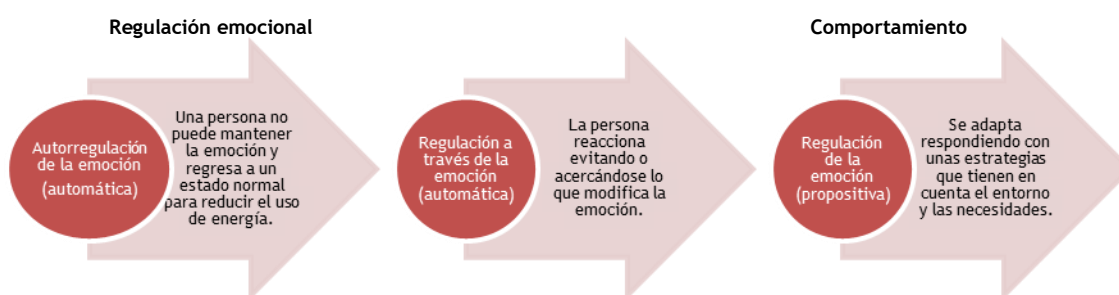 Regulación emocional
Comportamiento
Autorregulación
de la emoción
(automática)
Una persona no
puede mantener
la emoción y
regresa a un
estado normal
para reducir el uso
de energía.
Regulación a
través de la
emoción
(automática)
La persona
reacciona
evitando o
acercándose lo
que modifica la
emoción.
Regulación
de la
emoción
(propositiva)
Se adapta
respondiendo con
unas estrategias
que tienen en
cuenta el entorno
y las necesidades.